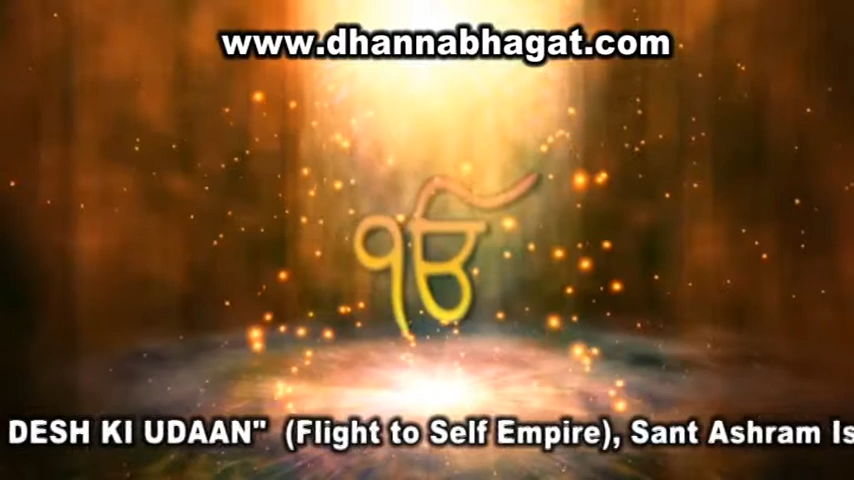 www.dhannabhagat.com
ੴ
DESH KI UDAAN" (Flight to Self Empire), Sant Ashram Is